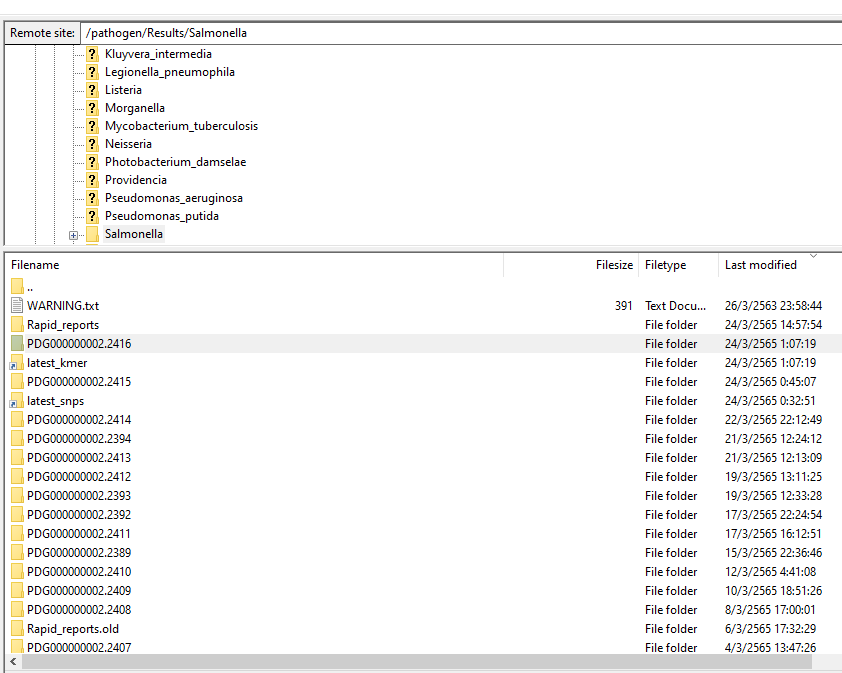 Remote site: /pathogen/Results/Salmonella
Kluyvera_intermedia
Legionella_pneumophila
Listeria
Morganella
Mycobacterium_tuberculosis
Neisseria
Photobacterium_damselae
Providencia
Pseudomonas_aeruginosa
Pseudomonas_putida
Salmonella
Filename Filesize Filetype Last modified
..
WARNING.txt 391 Text Docu... 26/3/2563 23:58:44
Rapid_reports File folder 24/3/2565 14:57:54
PDG000000002.2416 File folder 24/3/2565 1:07:19
latest_kmer File folder 24/3/2565 1:07:19
PDG000000002.2415 File folder 24/3/2565 0:45:07
latest_snps File folder 24/3/2565 0:32:51
PDG000000002.2414 File folder 22/3/2565 22:12:49
PDG000000002.2394 File folder 21/3/2565 12:24:12
PDG000000002.2413 File folder 21/3/2565 12:13:09
PDG000000002.2412 File folder 19/3/2565 13:11:25
PDG000000002.2393 File folder 19/3/2565 12:33:28
PDG000000002.2392 File folder 17/3/2565 22:24:54
PDG000000002.2411 File folder 17/3/2565 16:12:51
PDG000000002.2389 File folder 15/3/2565 22:36:46
PDG000000002.2410 File folder 12/3/2565 4:41:08
PDG000000002.2409 File folder 10/3/2565 18:51:26
PDG000000002.2408 File folder 8/3/2565 17:00:01
Rapid_reports.old File folder 6/3/2565 17:32:29
PDG000000002.2407 File folder 4/3/2565 13:47:26